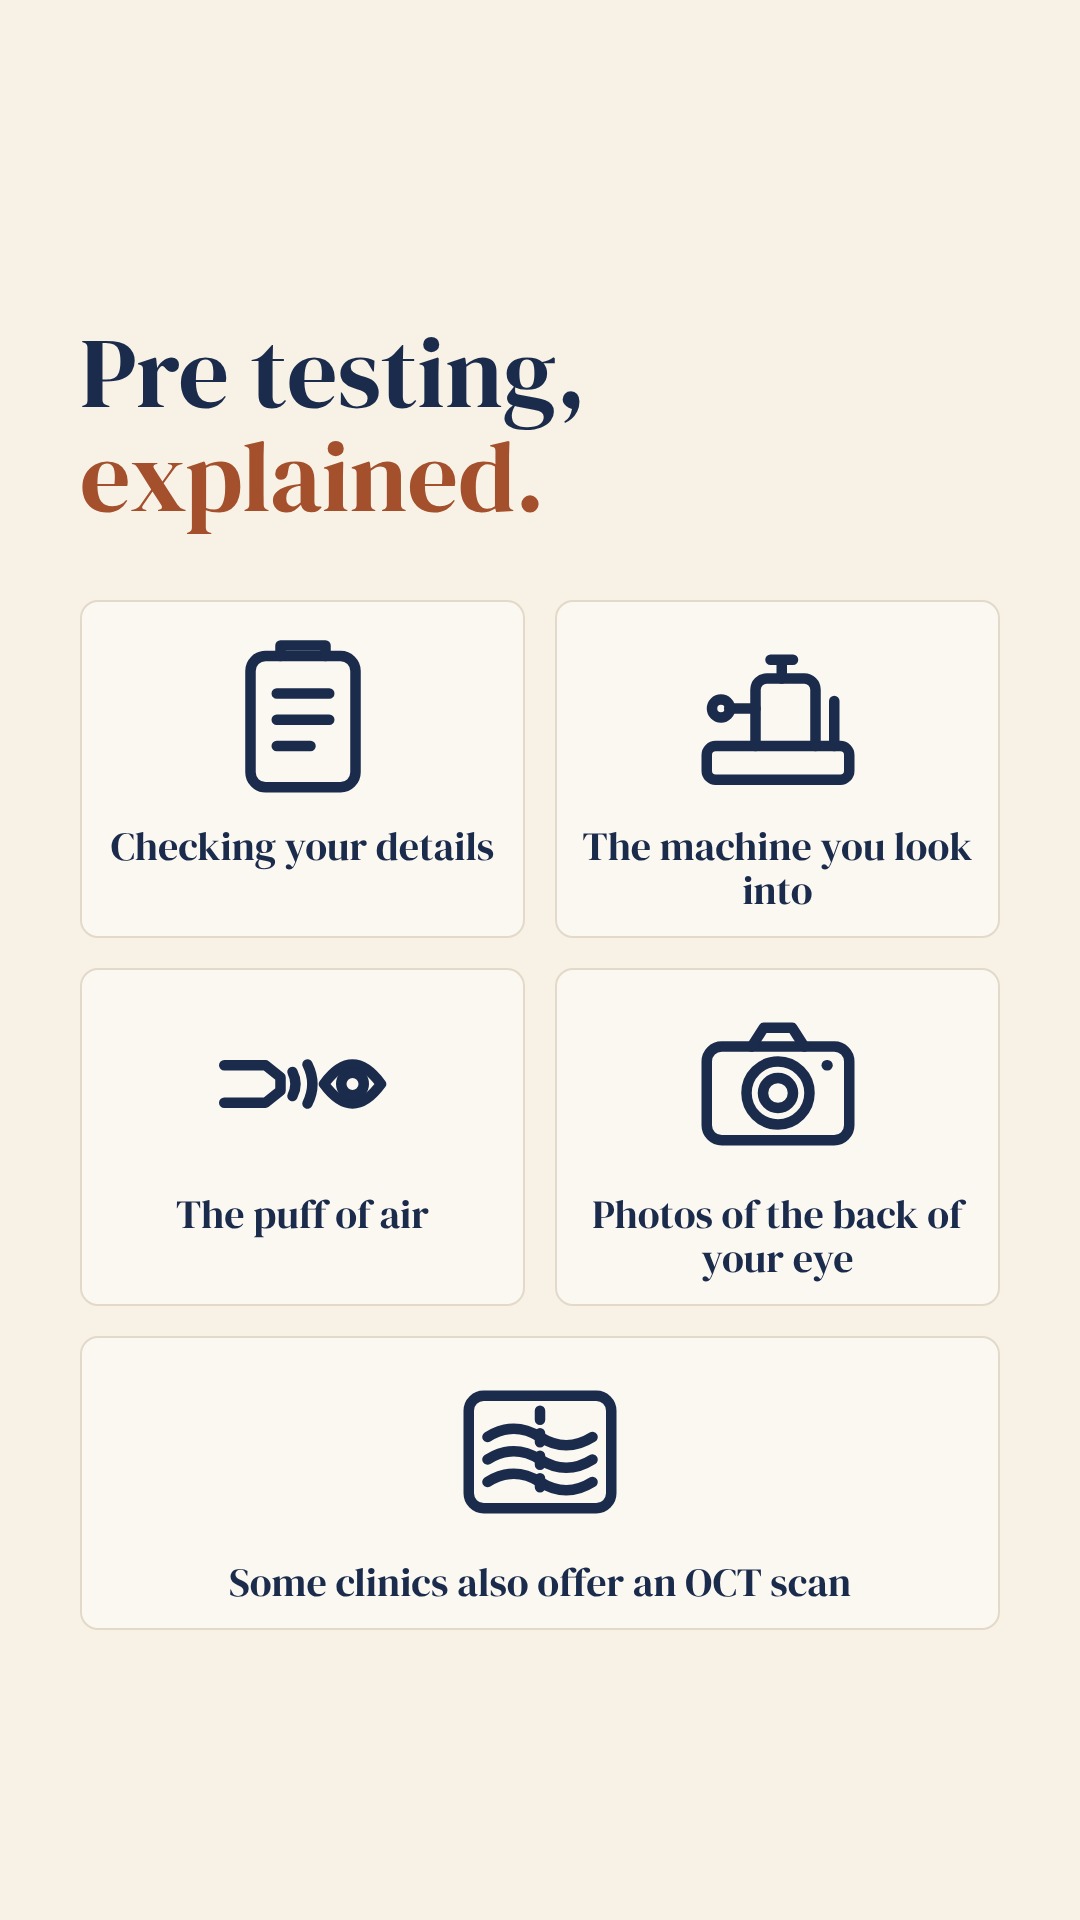 Pre testing,
explained.
Checking your details
The machine you look
into
The puff of air
Photos of the back of
your eye
Some clinics also offer an OCT scan